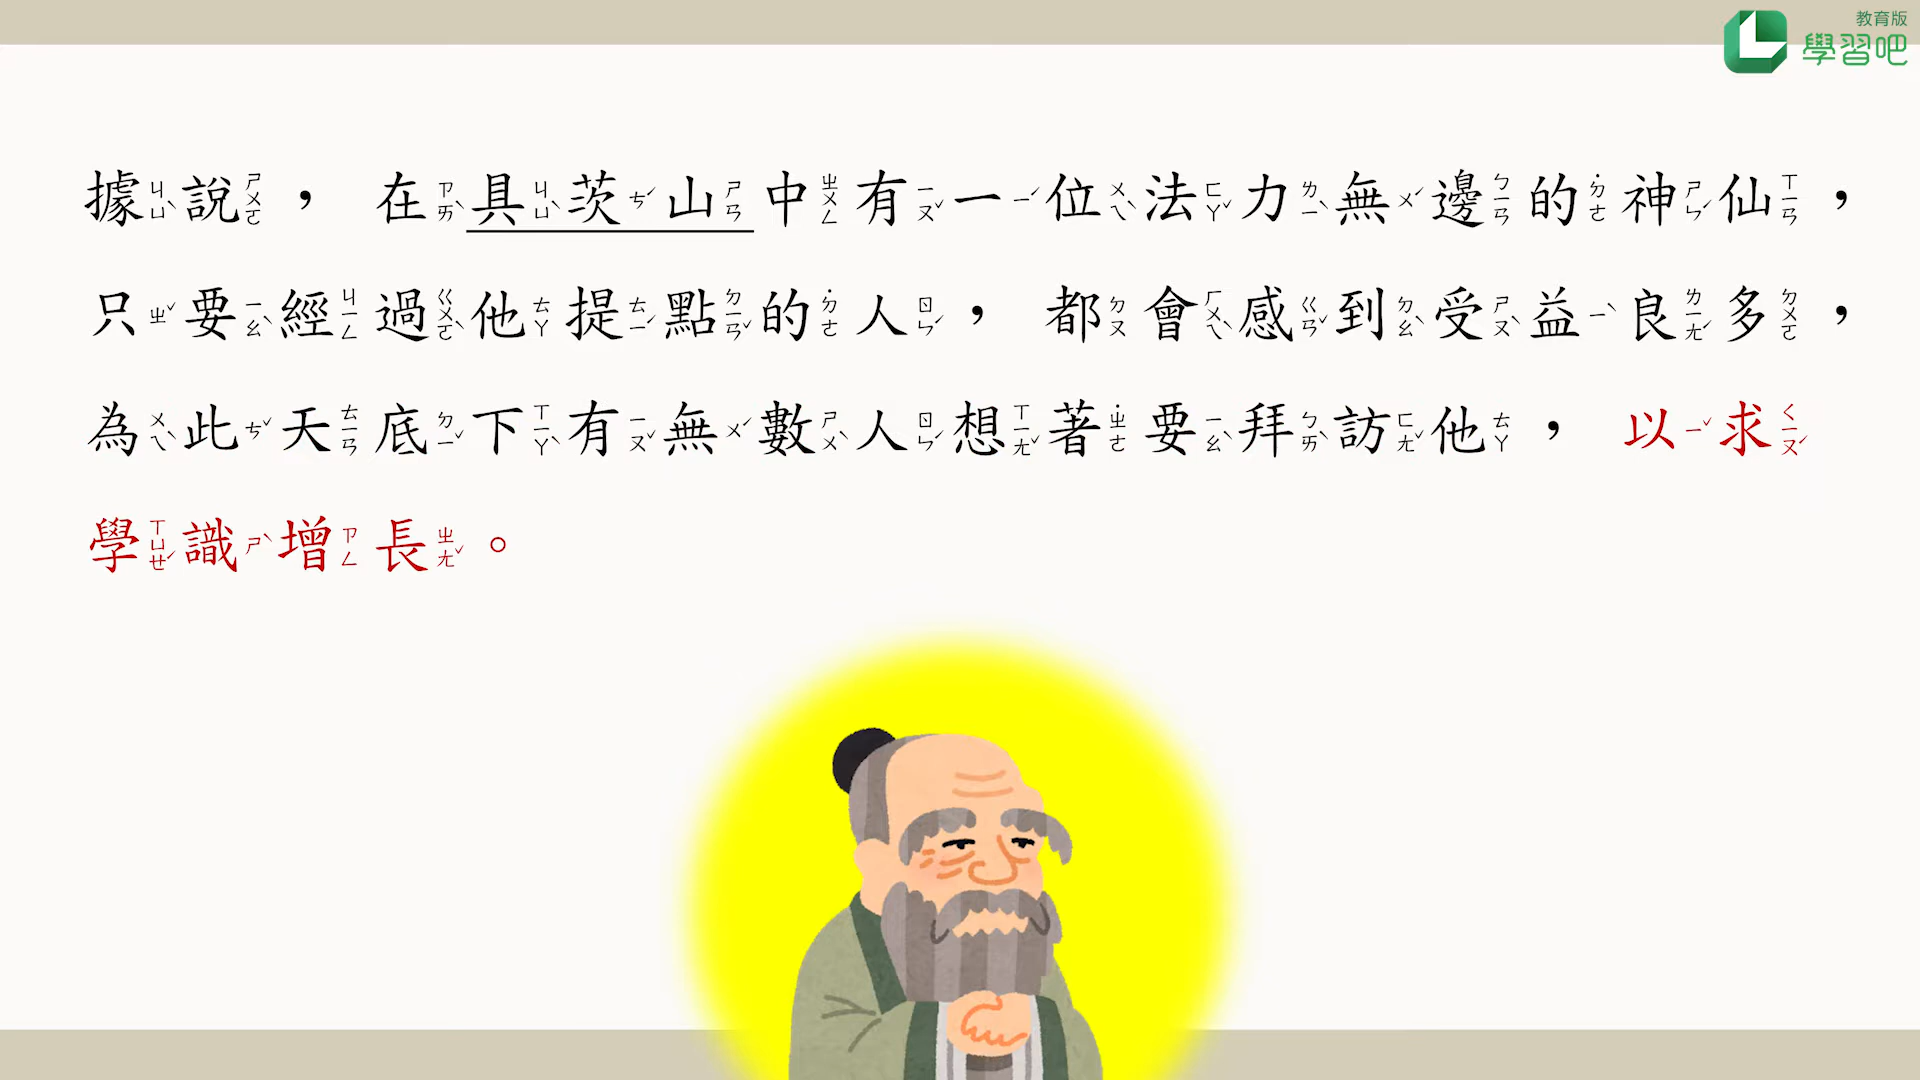 教育版
學習吧
據說，在具茨山中有一位法力無邊的神仙，
只要經過他提點的人，都會感到受益良多，
為此天底下有無數人想著要拜訪他，以求
學識增長。